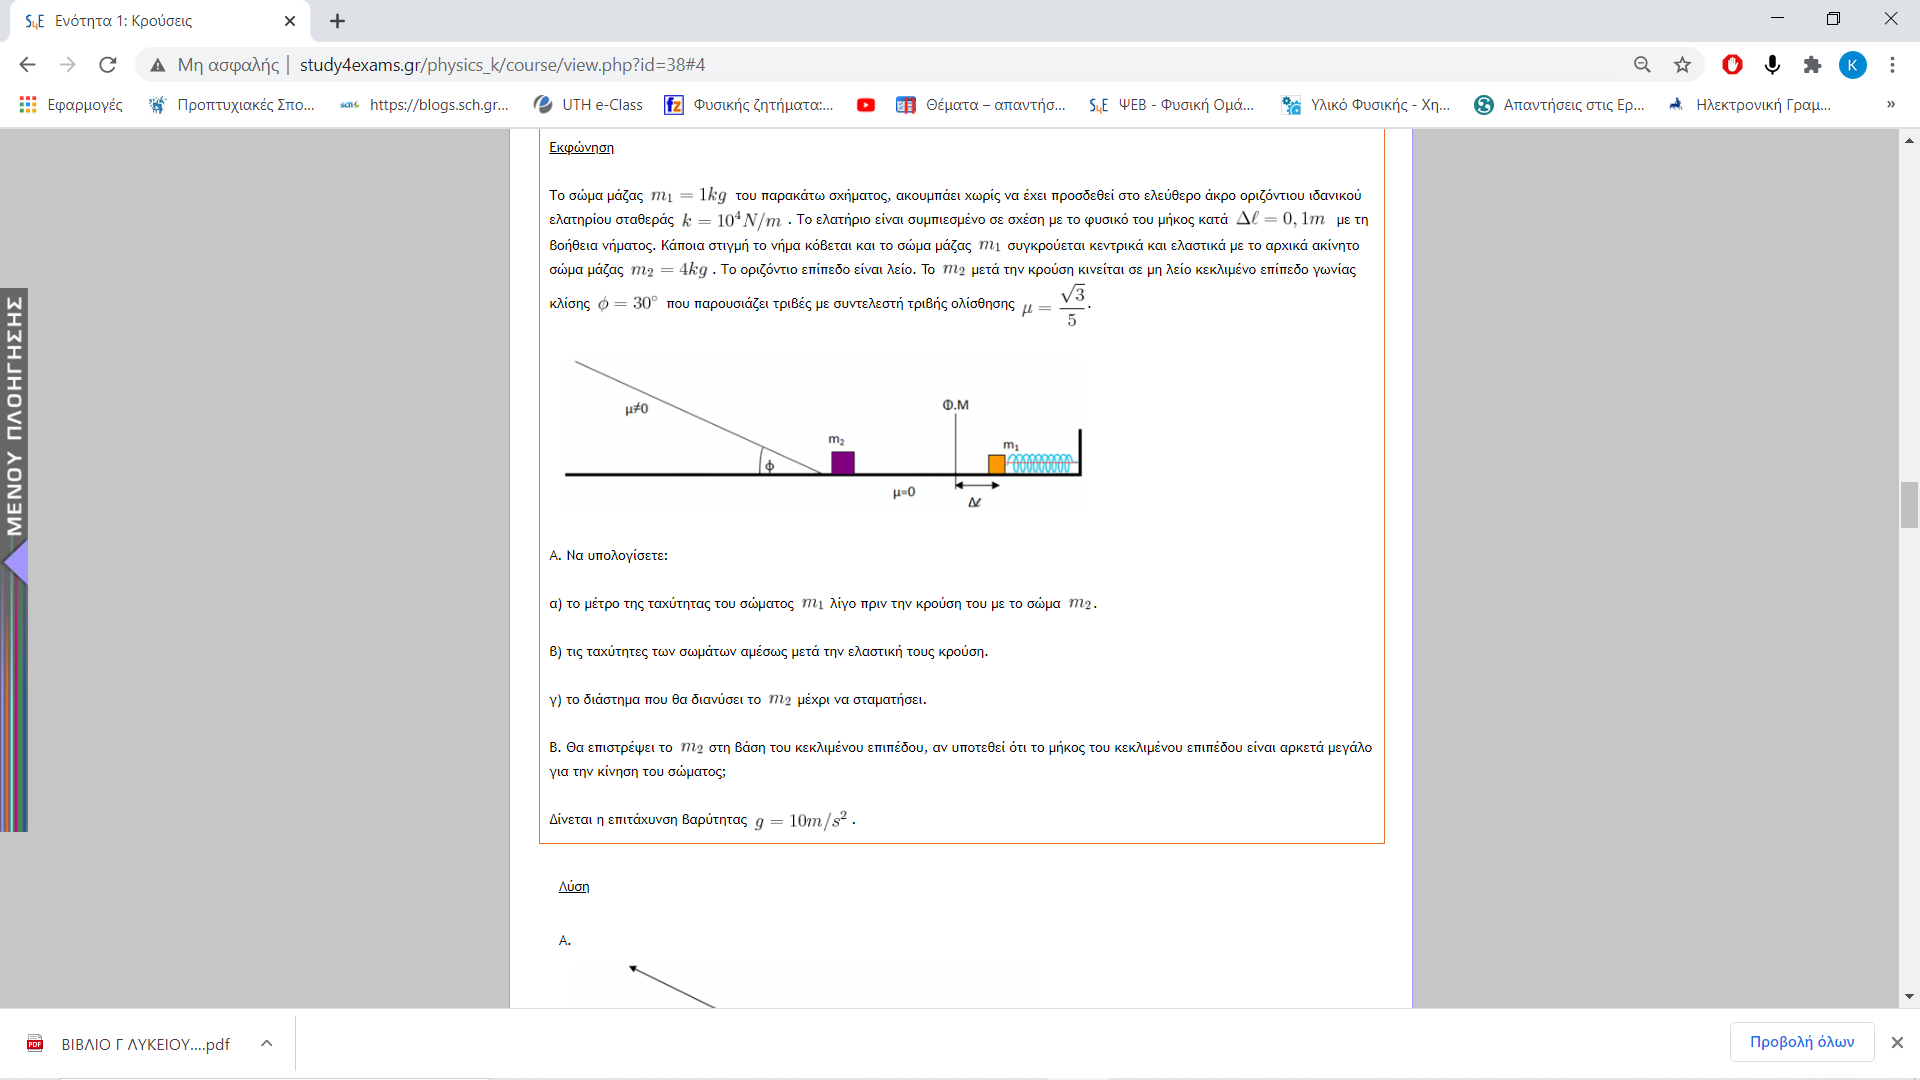 Ενότητα 1: Κρούσεις
Μη ασφαλής | study4exams.gr/physics_k/course/view.php?id=38#4
K
Εφαρμογές Προπτυχιακές Σπο... https://blogs.sch.gr... UTH e-Class Φυσικής ζητήματα:... Θέματα – απαντήσ... ΨΕΒ - Φυσική Ομά... Υλικό Φυσικής - Χη... Απαντήσεις στις Ερ... Ηλεκτρονική Γραμ... »
ΜΕΝΟΥ ΠΛΟΗΓΗΣΗΣ
Εκφώνηση
Το σώμα μάζας m₁ = 1kg του παρακάτω σχήματος, ακουμπάει χωρίς να έχει προσδεθεί στο ελεύθερο άκρο οριζόντιου ιδανικού
ελατηρίου σταθεράς k = 10⁴N/m . Το ελατήριο είναι συμπιεσμένο σε σχέση με το φυσικό του μήκος κατά Δℓ = 0, 1m με τη
βοήθεια νήματος. Κάποια στιγμή το νήμα κόβεται και το σώμα μάζας m₁ συγκρούεται κεντρικά και ελαστικά με το αρχικά ακίνητο
σώμα μάζας m₂ = 4kg . Το οριζόντιο επίπεδο είναι λείο. Το m₂ μετά την κρούση κινείται σε μη λείο κεκλιμένο επίπεδο γωνίας
κλίσης ϕ = 30° που παρουσιάζει τριβές με συντελεστή τριβής ολίσθησης μ = √3/5.
μ≠0
Φ.Μ
m₂
m₁
ϕ
μ=0
Δℓ
Α. Να υπολογίσετε:
α) το μέτρο της ταχύτητας του σώματος m₁ λίγο πριν την κρούση του με το σώμα m₂.
β) τις ταχύτητες των σωμάτων αμέσως μετά την ελαστική τους κρούση.
γ) το διάστημα που θα διανύσει το m₂ μέχρι να σταματήσει.
Β. Θα επιστρέψει το m₂ στη βάση του κεκλιμένου επιπέδου, αν υποτεθεί ότι το μήκος του κεκλιμένου επιπέδου είναι αρκετά μεγάλο
για την κίνηση του σώματος;
Δίνεται η επιτάχυνση βαρύτητας g = 10m/s² .
Λύση
Α.
ΒΙΒΛΙΟ Γ ΛΥΚΕΙΟΥ....pdf
Προβολή όλων